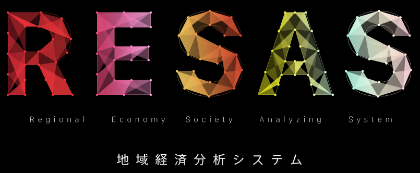 RESAS
Regional Economy Society Analyzing System
地域経済分析システム